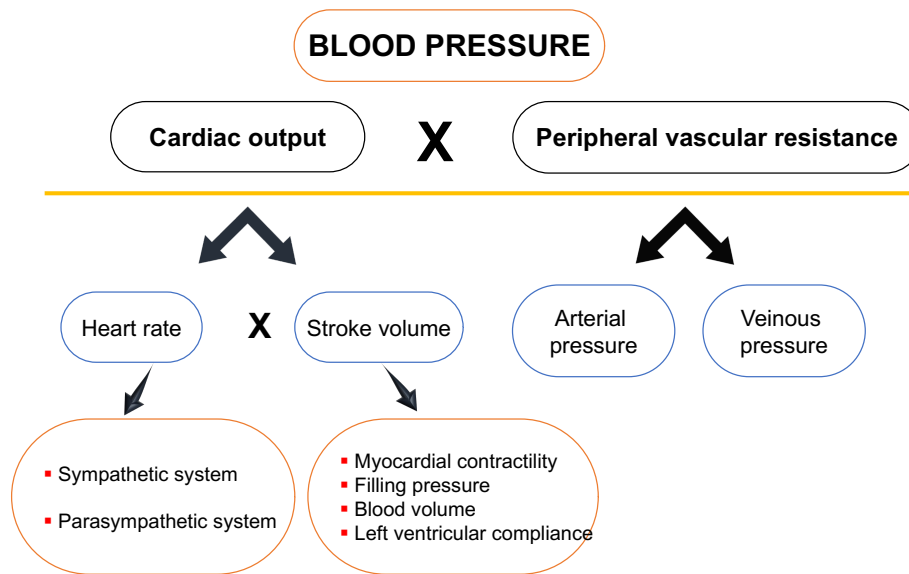 BLOOD PRESSURE
Cardiac output
X
Peripheral vascular resistance
Heart rate
X
Stroke volume
Arterial
pressure
Veinous
pressure
Sympathetic system
Parasympathetic system
Myocardial contractility
Filling pressure
Blood volume
Left ventricular compliance